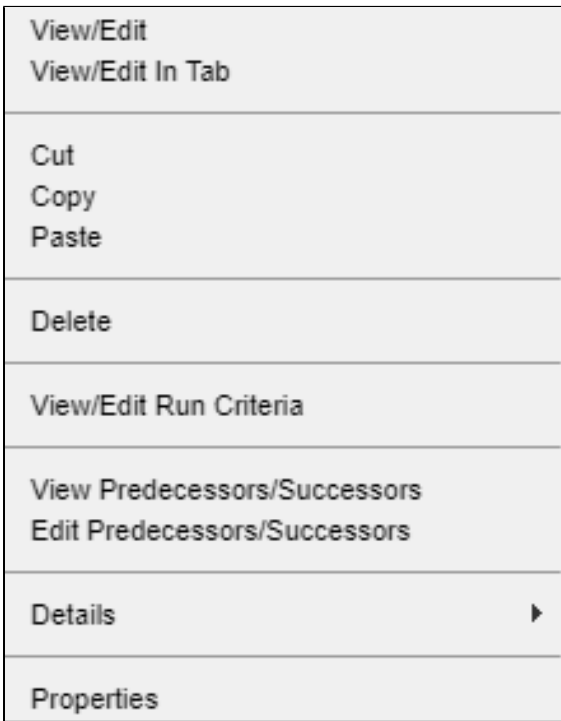 View/Edit
View/Edit In Tab
Cut
Copy
Paste
Delete
View/Edit Run Criteria
View Predecessors/Successors
Edit Predecessors/Successors
Details
Properties